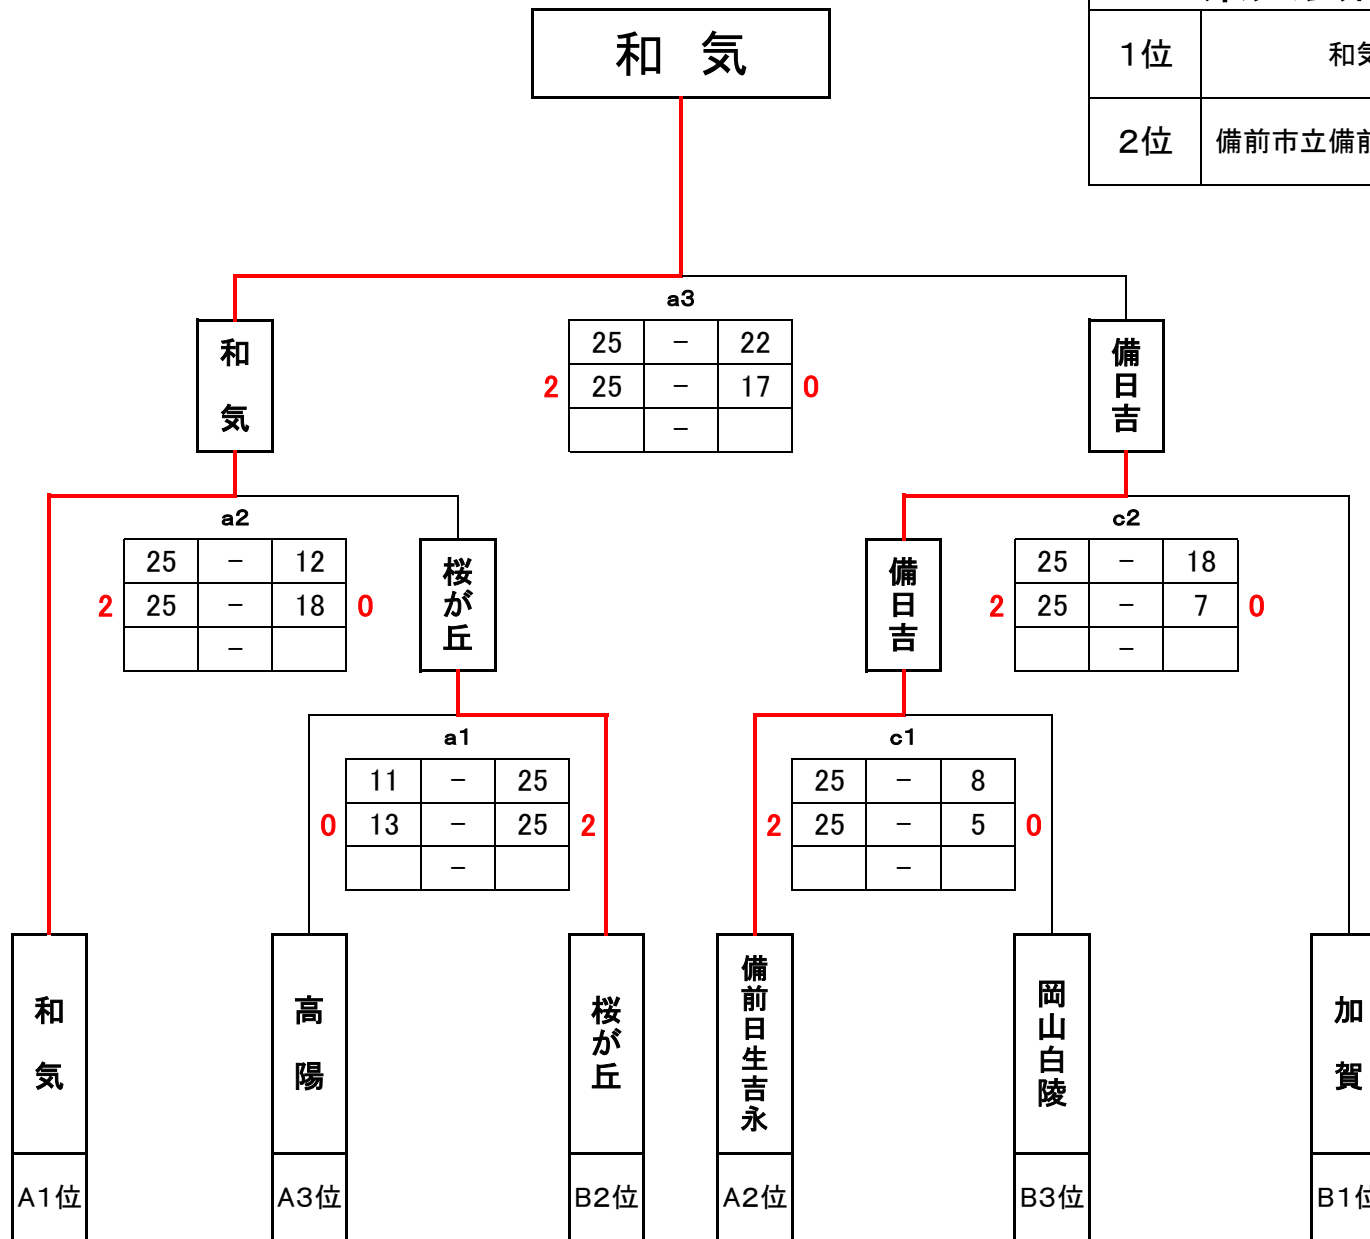 和 気
1位 和気
2位 備前市立備前
a3
25 - 22
2 25 - 17 0
-
和気
備日吉
a2
25 - 12
2 25 - 18 0
-
桜が丘
備日吉
c2
25 - 18
2 25 - 7 0
-
a1
11 - 25
0 13 - 25 2
-
c1
25 - 8
2 25 - 5 0
-
和気
高陽
桜が丘
備前日生吉永
岡山白陵
加賀
A1位
A3位
B2位
A2位
B3位
B1位